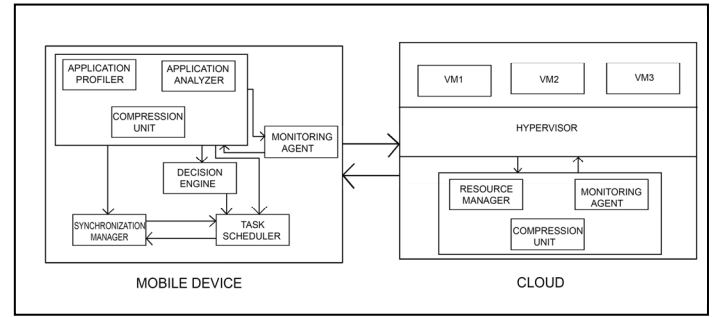 APPLICATION
PROFILER
APPLICATION
ANALYZER
COMPRESSION
UNIT
MONITORING
AGENT
DECISION
ENGINE
SYNCHRONIZATION
MANAGER
TASK
SCHEDULER
MOBILE DEVICE
VM1
VM2
VM3
HYPERVISOR
RESOURCE
MANAGER
MONITORING
AGENT
COMPRESSION
UNIT
CLOUD